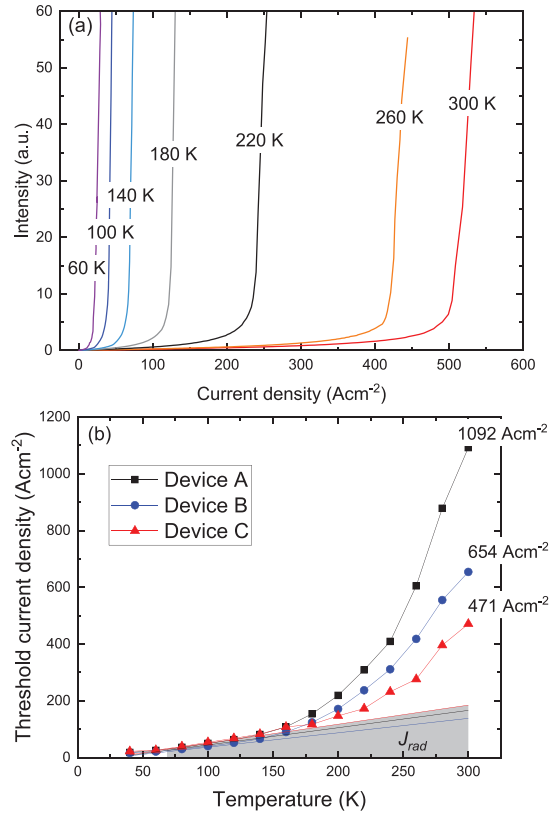 (a)
60
50
40
30
20
10
0
Intensity (a.u.)
60 K
100 K
140 K
180 K
220 K
260 K
300 K
0 100 200 300 400 500 600
Current density (Acm-2)
(b)
1200
1000
800
600
400
200
0
Threshold current density (Acm-2)
Device A
Device B
Device C
1092 Acm-2
654 Acm-2
471 Acm-2
Jrad
0 50 100 150 200 250 300
Temperature (K)